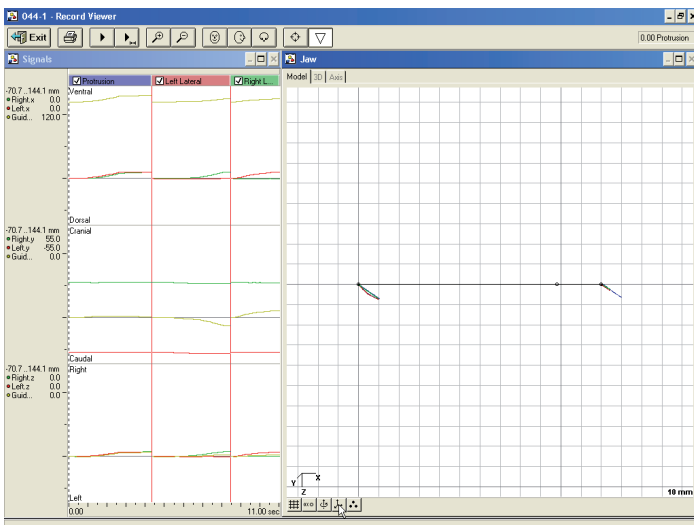 044-1 - Record Viewer
Exit
0.00 Protrusion
Signals
Protrusion
Left Lateral
Right L...
-70.7 ..144.1 mm
Right.x 0.0
Left.x 0.0
Guid... 120.0
Ventral
Dorsal
-70.7 ..144.1 mm
Right.y 55.0
Left.y -55.0
Guid... 0.0
Cranial
Caudal
-70.7 ..144.1 mm
Right.z 0.0
Left.z 0.0
Guid... 0.0
Right
Left
0.00
11.00 sec
Jaw
Model
3D
Axis
Y
X
Z
10 mm